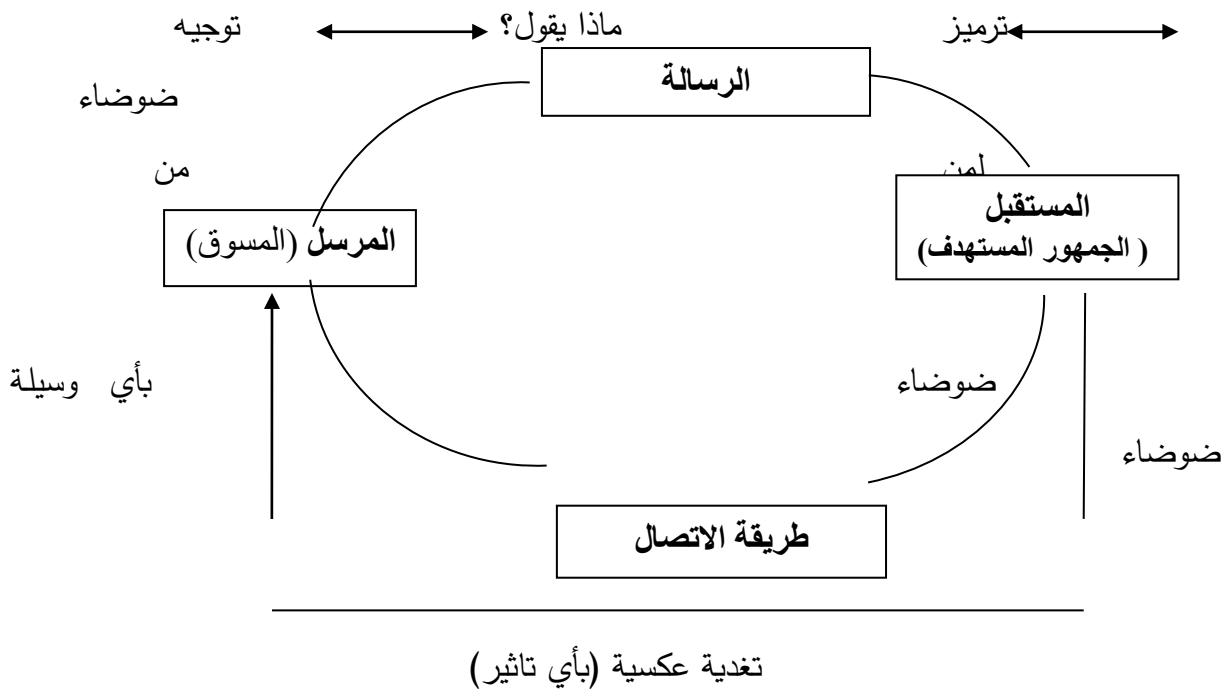 ترميز
ماذا يقول؟
توجيه
الرسالة
ضوضاء
لمن
من
المستقبل
( الجمهور المستهدف)
المرسل (المسوق)
ضوضاء
بأي وسيلة
ضوضاء
طريقة الاتصال
تغدية عكسية (بأي تاثير)